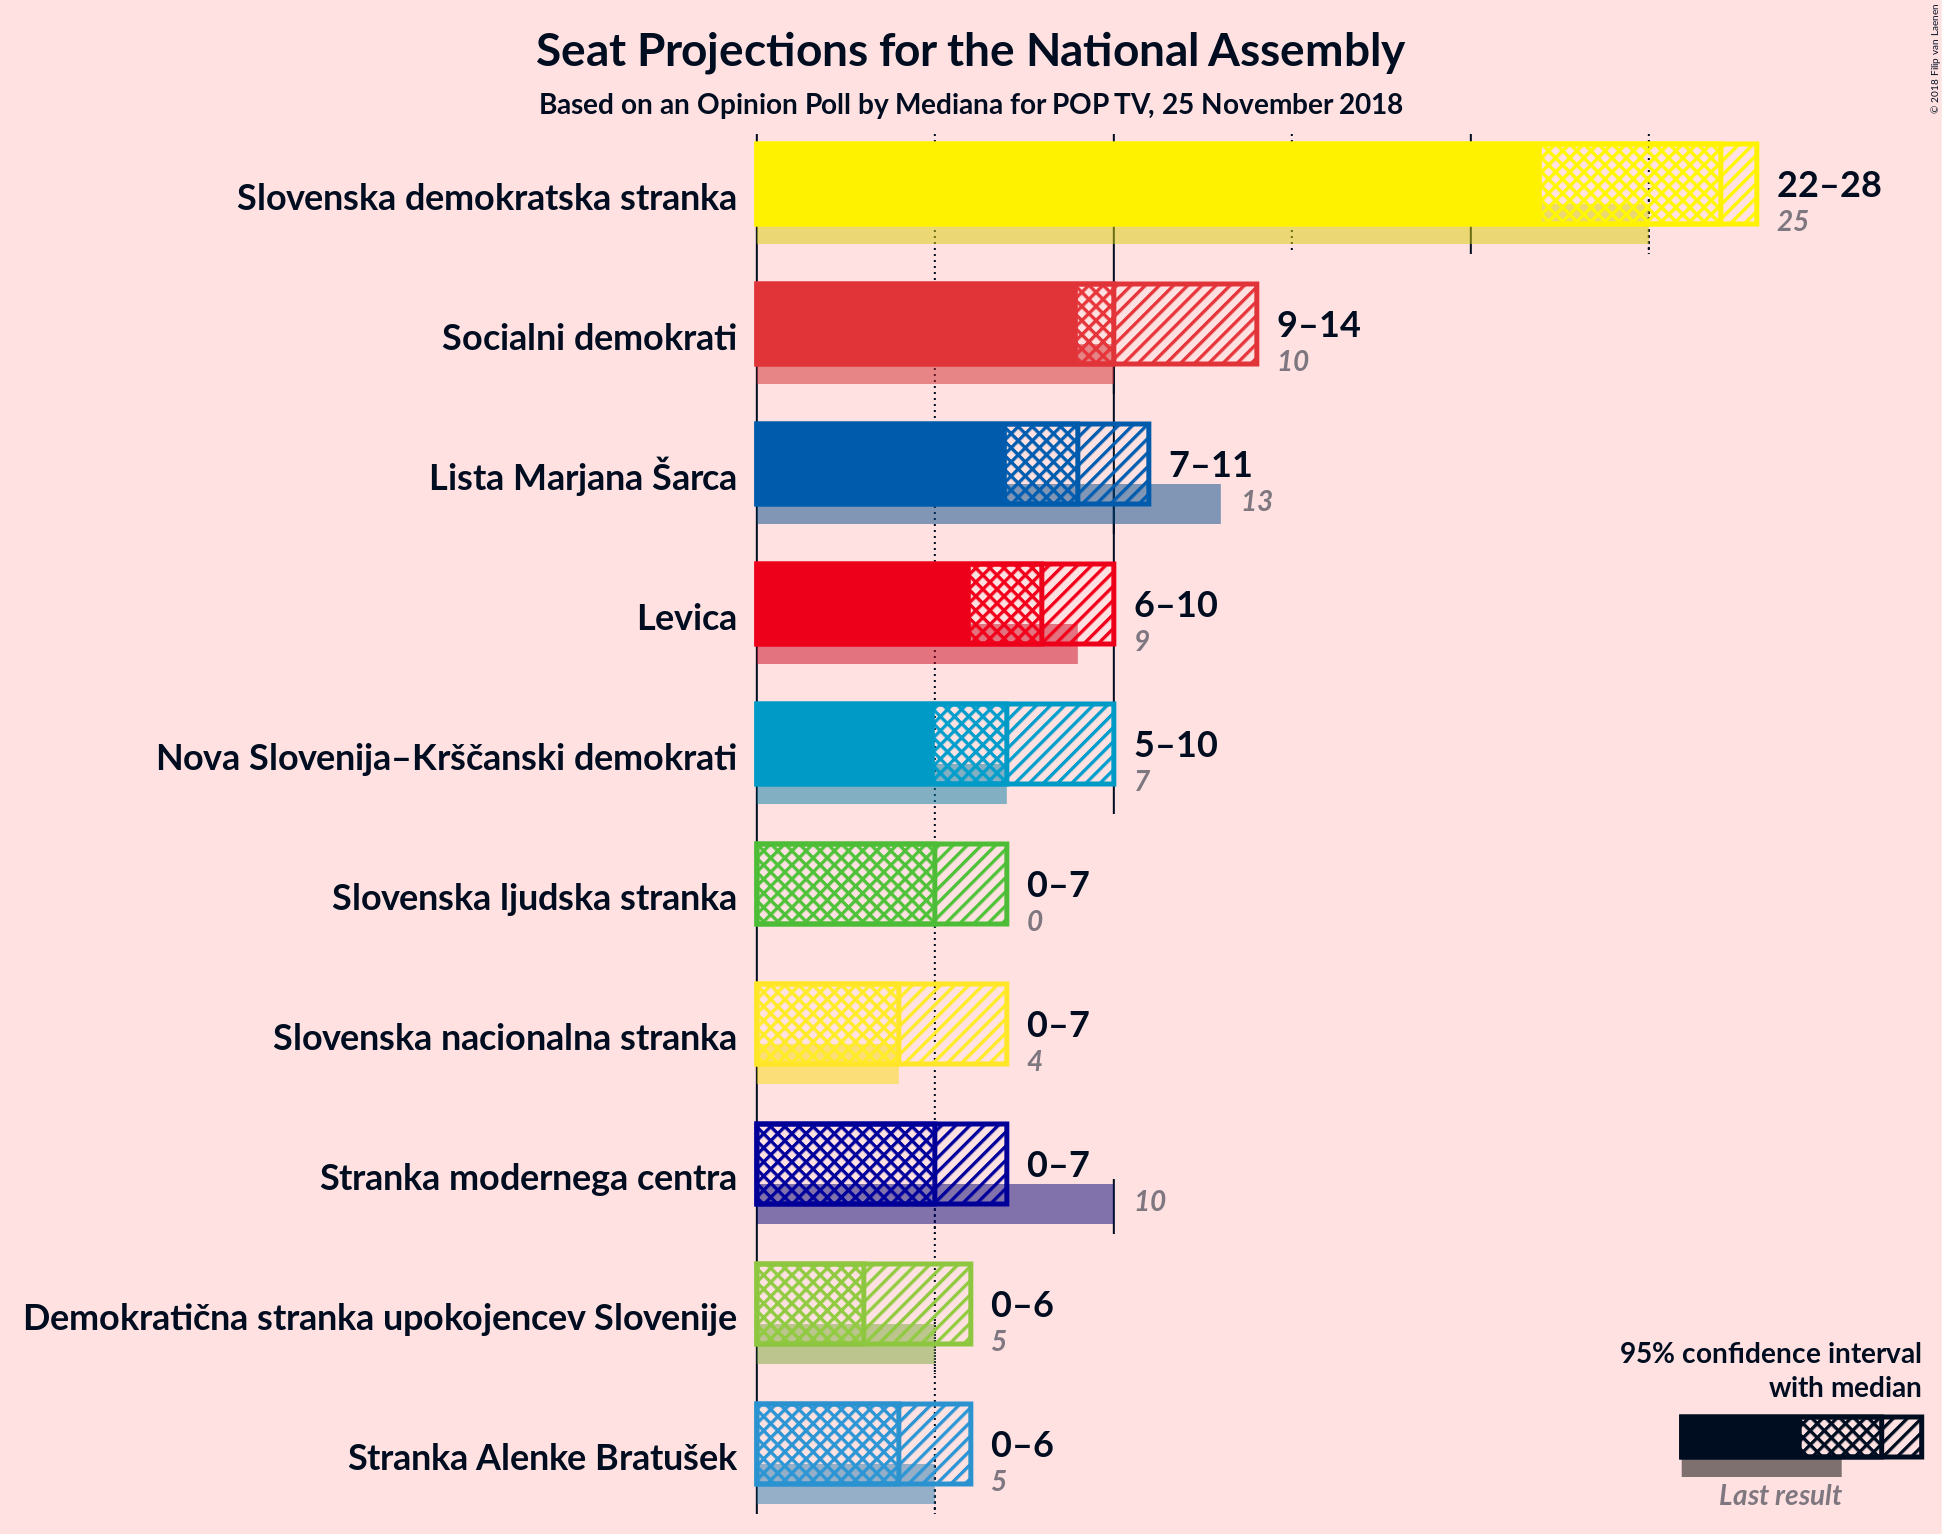 Seat Projections for the National Assembly
Based on an Opinion Poll by Mediana for POP TV, 25 November 2018
© 2018 Filip van Laenen
Slovenska demokratska stranka
22–28
25
Socialni demokrati
9–14
10
Lista Marjana Šarca
7–11
13
Levica
6–10
9
Nova Slovenija–Krščanski demokrati
5–10
7
Slovenska ljudska stranka
0–7
0
Slovenska nacionalna stranka
0–7
4
Stranka modernega centra
0–7
10
Demokratična stranka upokojencev Slovenije
0–6
5
Stranka Alenke Bratušek
0–6
5
95% confidence interval
with median
Last result